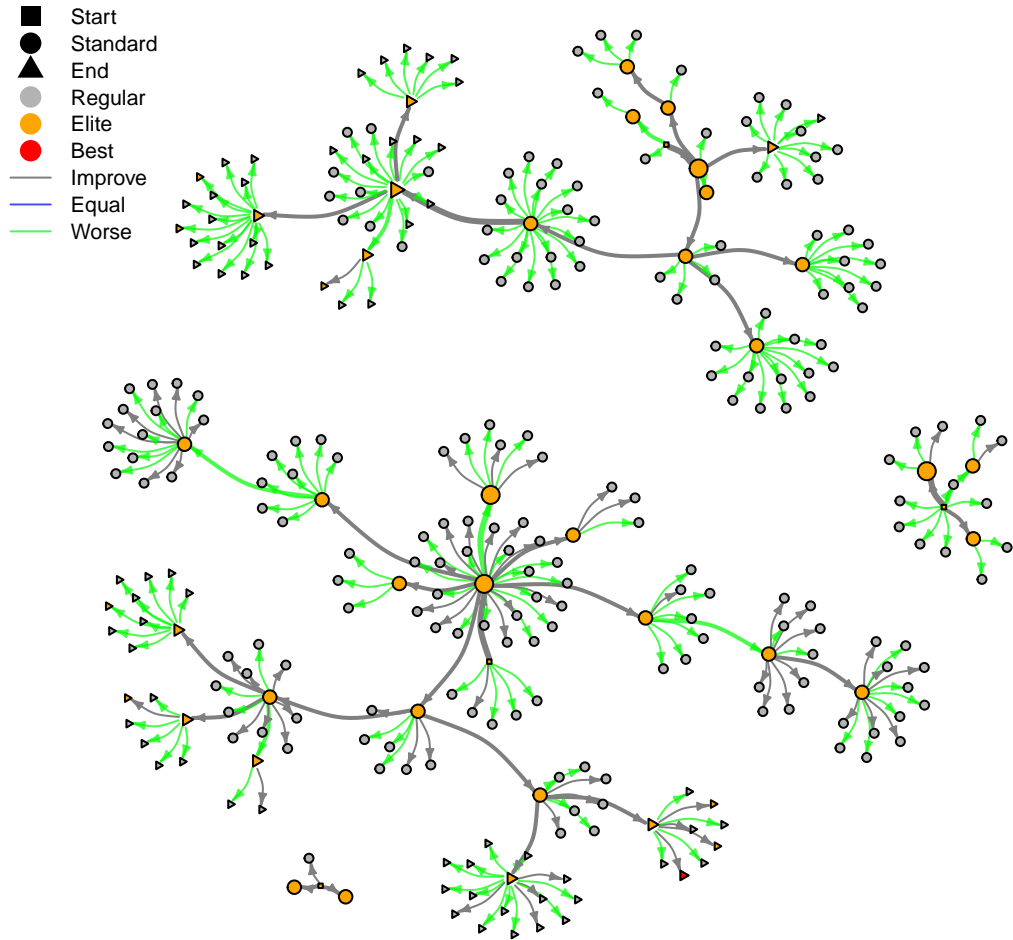 Start
Standard
End
Regular
Elite
Best
Improve
Equal
Worse